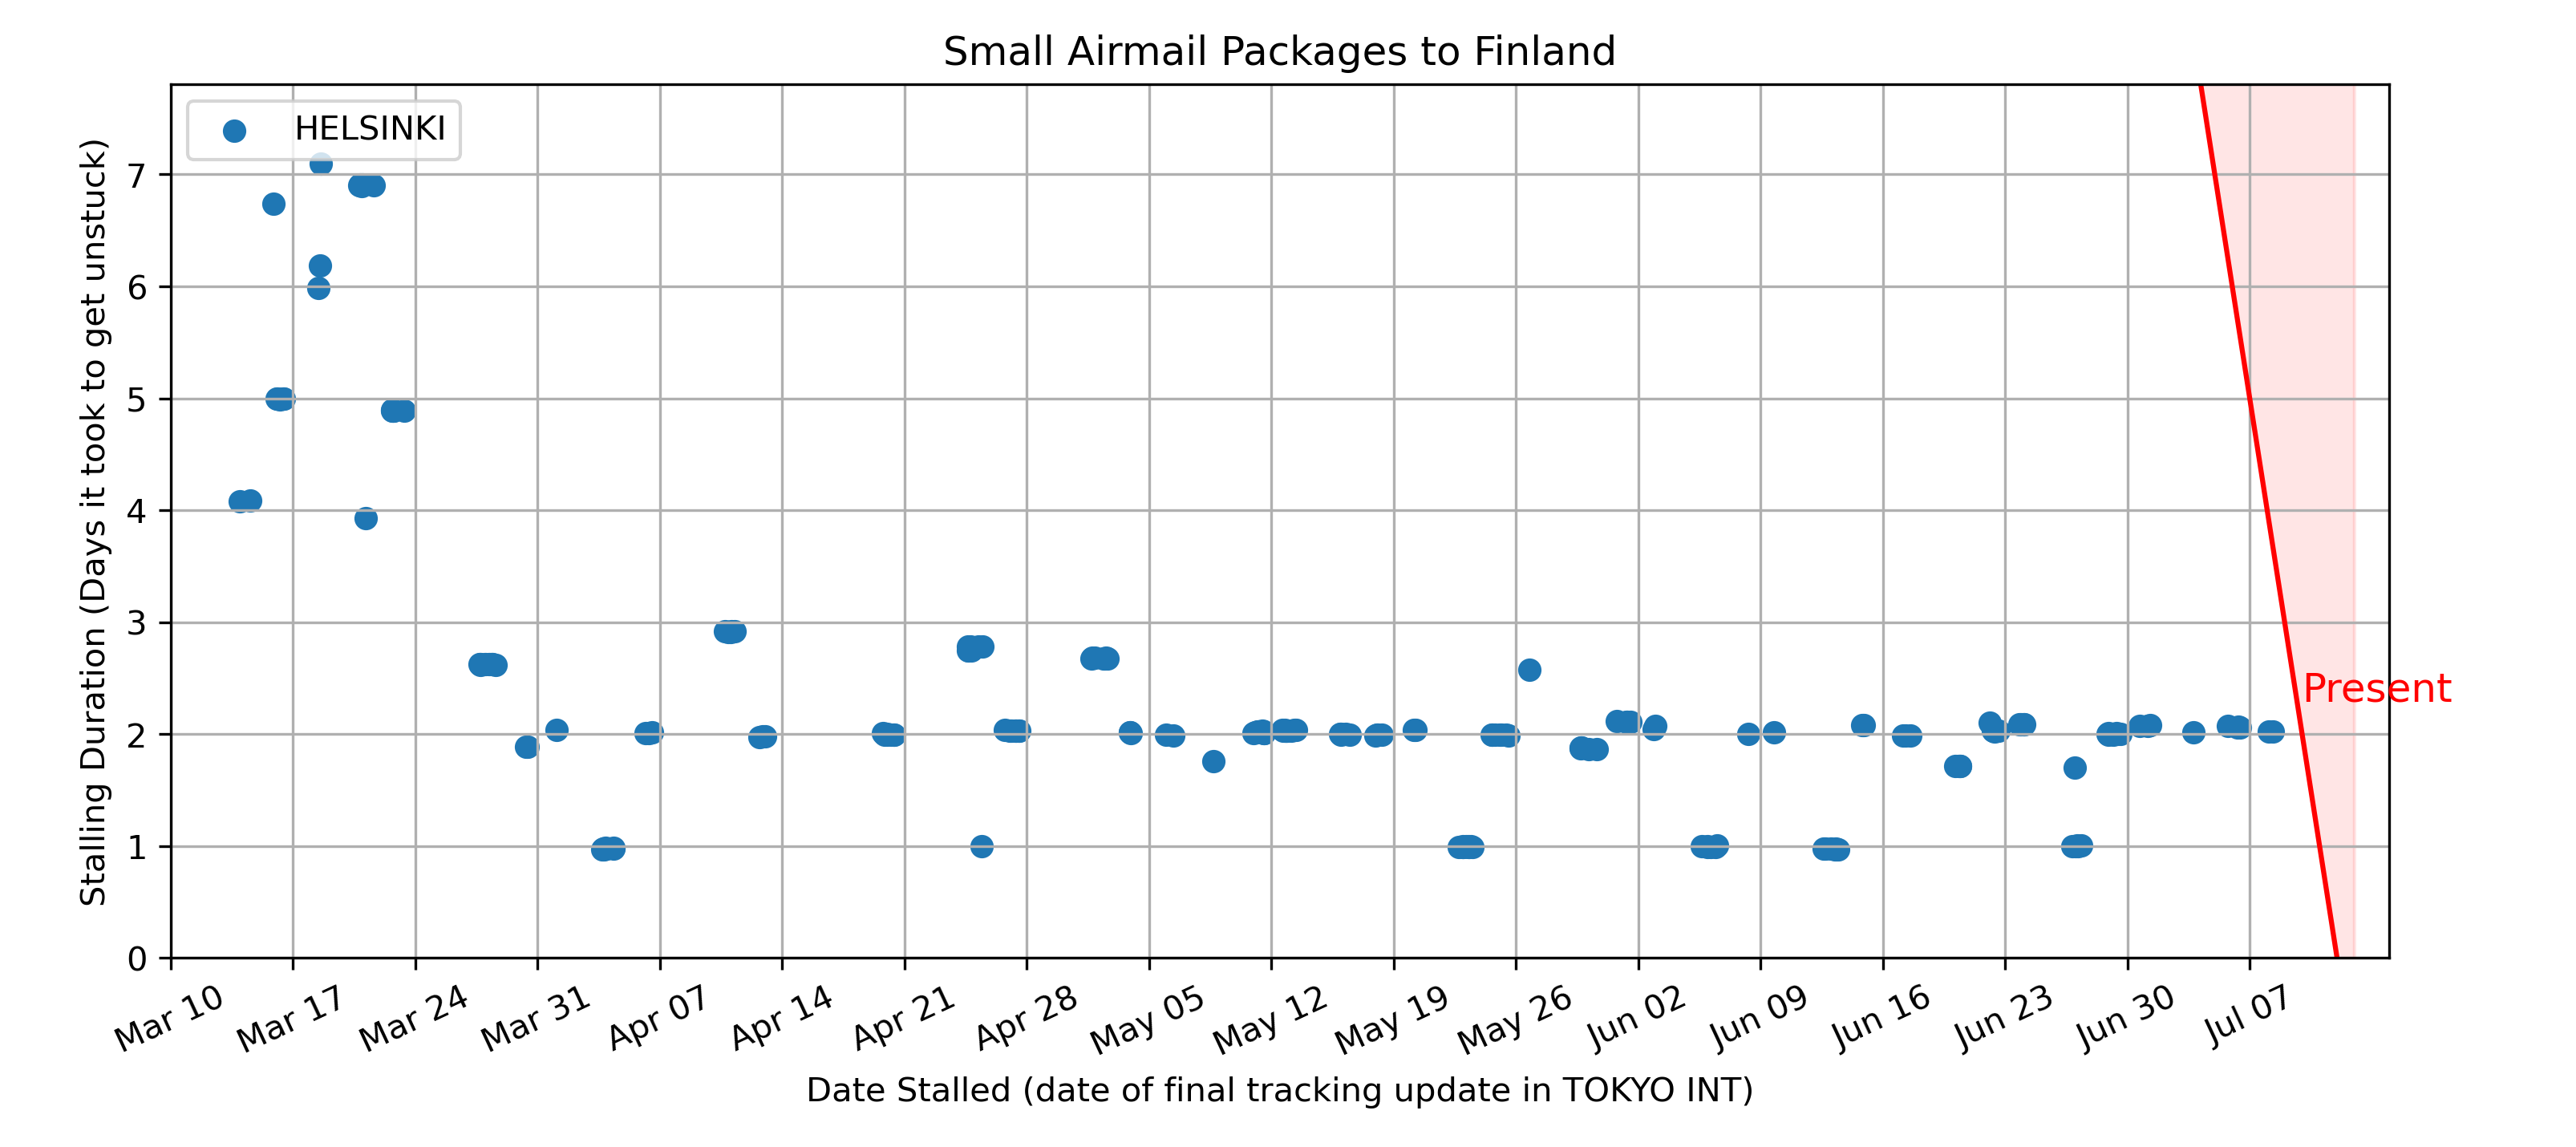 Small Airmail Packages to Finland
HELSINKI
Stalling Duration (Days it took to get unstuck)
7
6
5
4
3
2
1
0
Present
Mar 10
Mar 17
Mar 24
Mar 31
Apr 07
Apr 14
Apr 21
Apr 28
May 05
May 12
May 19
May 26
Jun 02
Jun 09
Jun 16
Jun 23
Jun 30
Jul 07
Date Stalled (date of final tracking update in TOKYO INT)